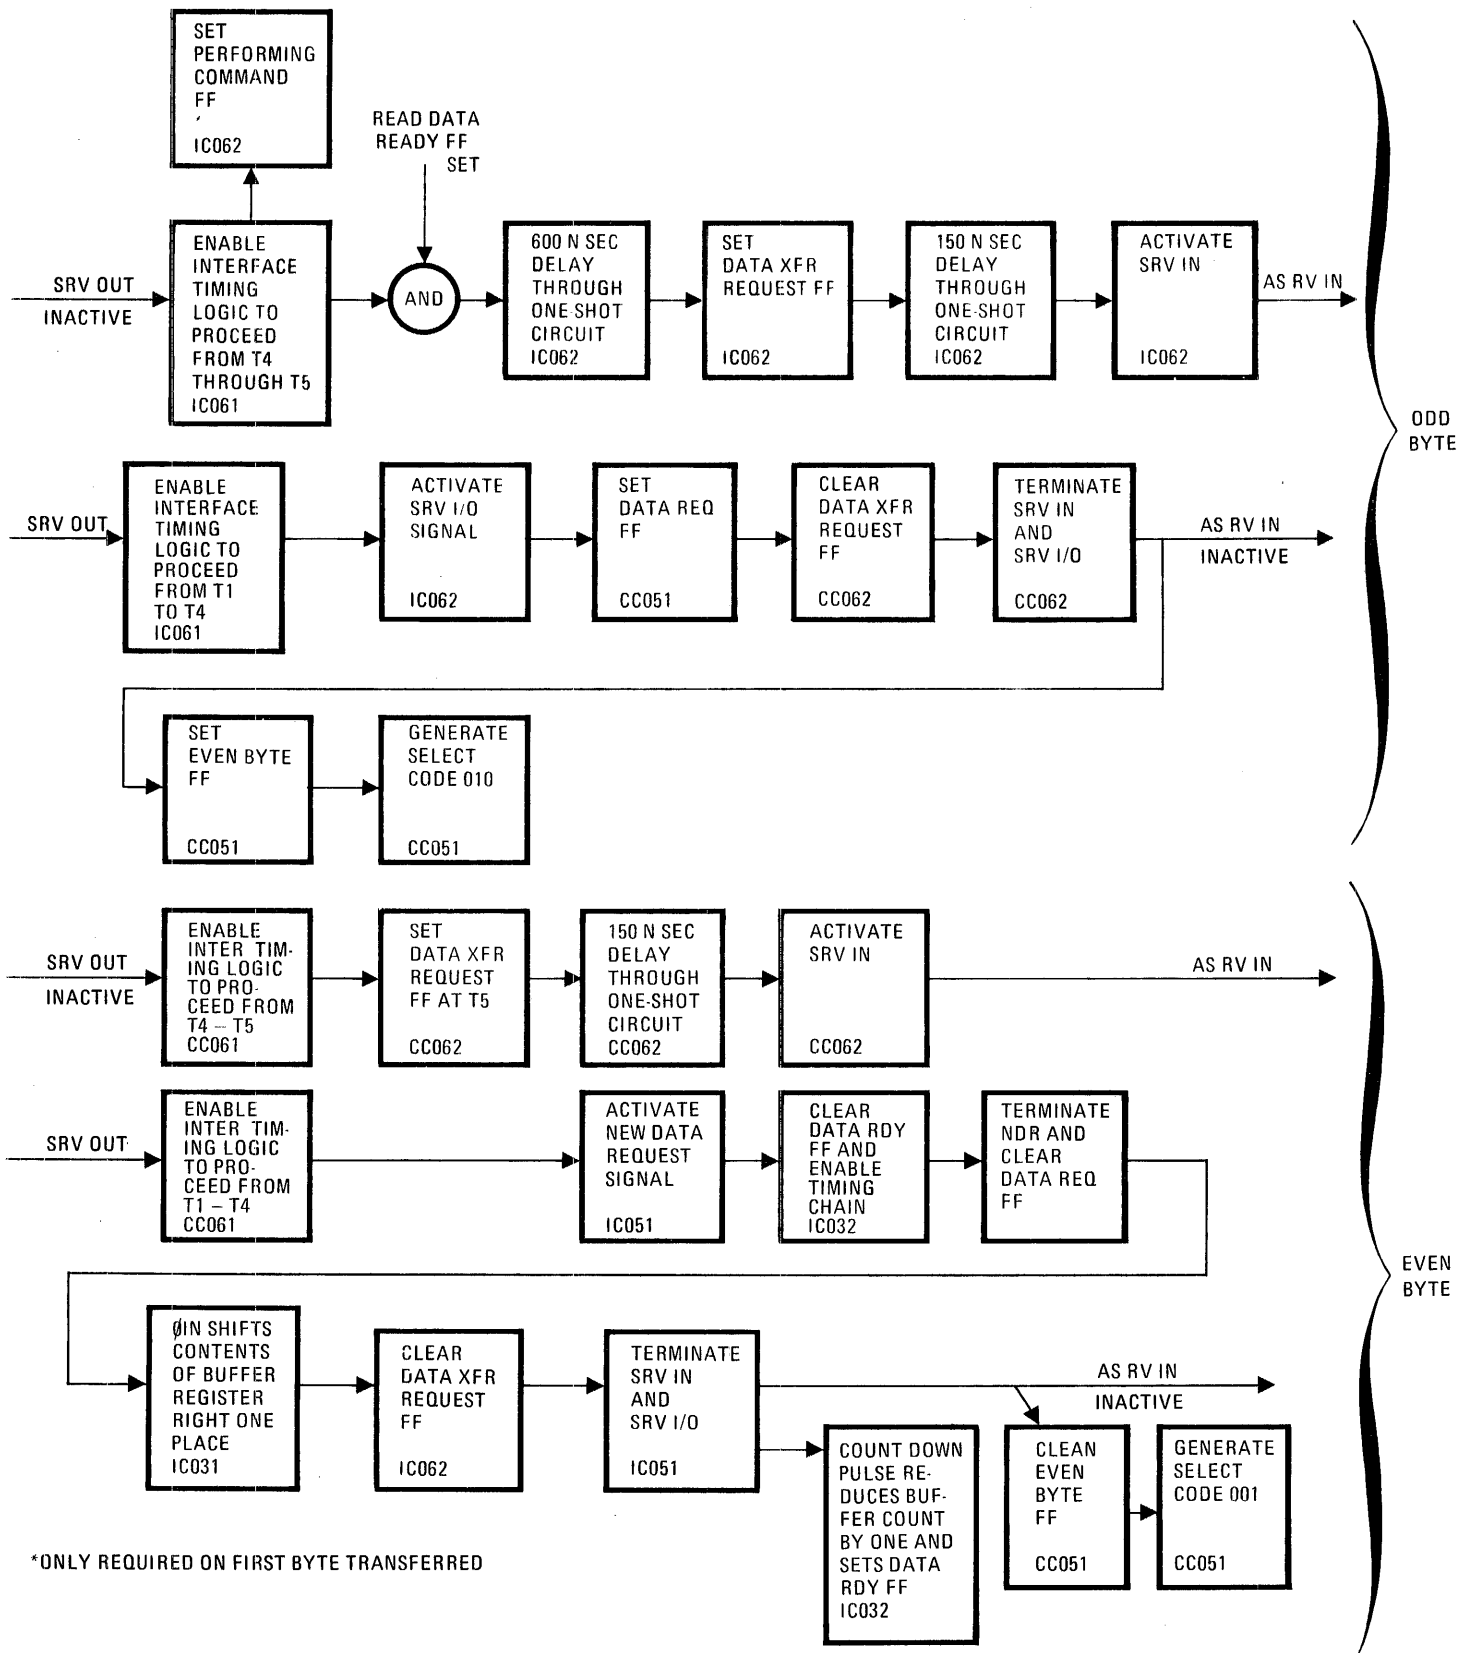 SET
PERFORMING
COMMAND
FF
IC062
READ DATA
READY FF
SET
SRV OUT
INACTIVE
ENABLE
INTERFACE
TIMING
LOGIC TO
PROCEED
FROM T4
THROUGH T5
IC061
AND
600 N SEC
DELAY
THROUGH
ONE-SHOT
CIRCUIT
IC062
SET
DATA XFR
REQUEST FF
IC062
150 N SEC
DELAY
THROUGH
ONE-SHOT
CIRCUIT
IC062
ACTIVATE
SRV IN
IC062
AS RV IN
ODD
BYTE
SRV OUT
ENABLE
INTERFACE
TIMING
LOGIC TO
PROCEED
FROM T1
TO T4
IC061
ACTIVATE
SRV I/O
SIGNAL
IC062
SET
DATA REQ
FF
CC051
CLEAR
DATA XFR
REQUEST
FF
CC062
TERMINATE
SRV IN
AND
SRV I/O
CC062
AS RV IN
INACTIVE
SET
EVEN BYTE
FF
CC051
GENERATE
SELECT
CODE 010
CC051
SRV OUT
INACTIVE
ENABLE
INTER TIM-
ING LOGIC
TO PRO-
CEED FROM
T4 – T5
CC061
SET
DATA XFR
REQUEST
FF AT T5
CC062
150 N SEC
DELAY
THROUGH
ONE-SHOT
CIRCUIT
CC062
ACTIVATE
SRV IN
CC062
AS RV IN
SRV OUT
ENABLE
INTER TIM-
ING LOGIC
TO PRO-
CEED FROM
T1 – T4
CC061
ACTIVATE
NEW DATA
REQUEST
SIGNAL
IC051
CLEAR
DATA RDY
FF AND
ENABLE
TIMING
CHAIN
IC032
TERMINATE
NDR AND
CLEAR
DATA REQ
FF
EVEN
BYTE
ØIN SHIFTS
CONTENTS
OF BUFFER
REGISTER
RIGHT ONE
PLACE
IC031
CLEAR
DATA XFR
REQUEST
FF
IC062
TERMINATE
SRV IN
AND
SRV I/O
IC051
AS RV IN
INACTIVE
COUNT DOWN
PULSE RE-
DUCES BUF-
FER COUNT
BY ONE AND
SETS DATA
RDY FF
IC032
CLEAN
EVEN
BYTE
FF
CC051
GENERATE
SELECT
CODE 001
CC051
*ONLY REQUIRED ON FIRST BYTE TRANSFERRED